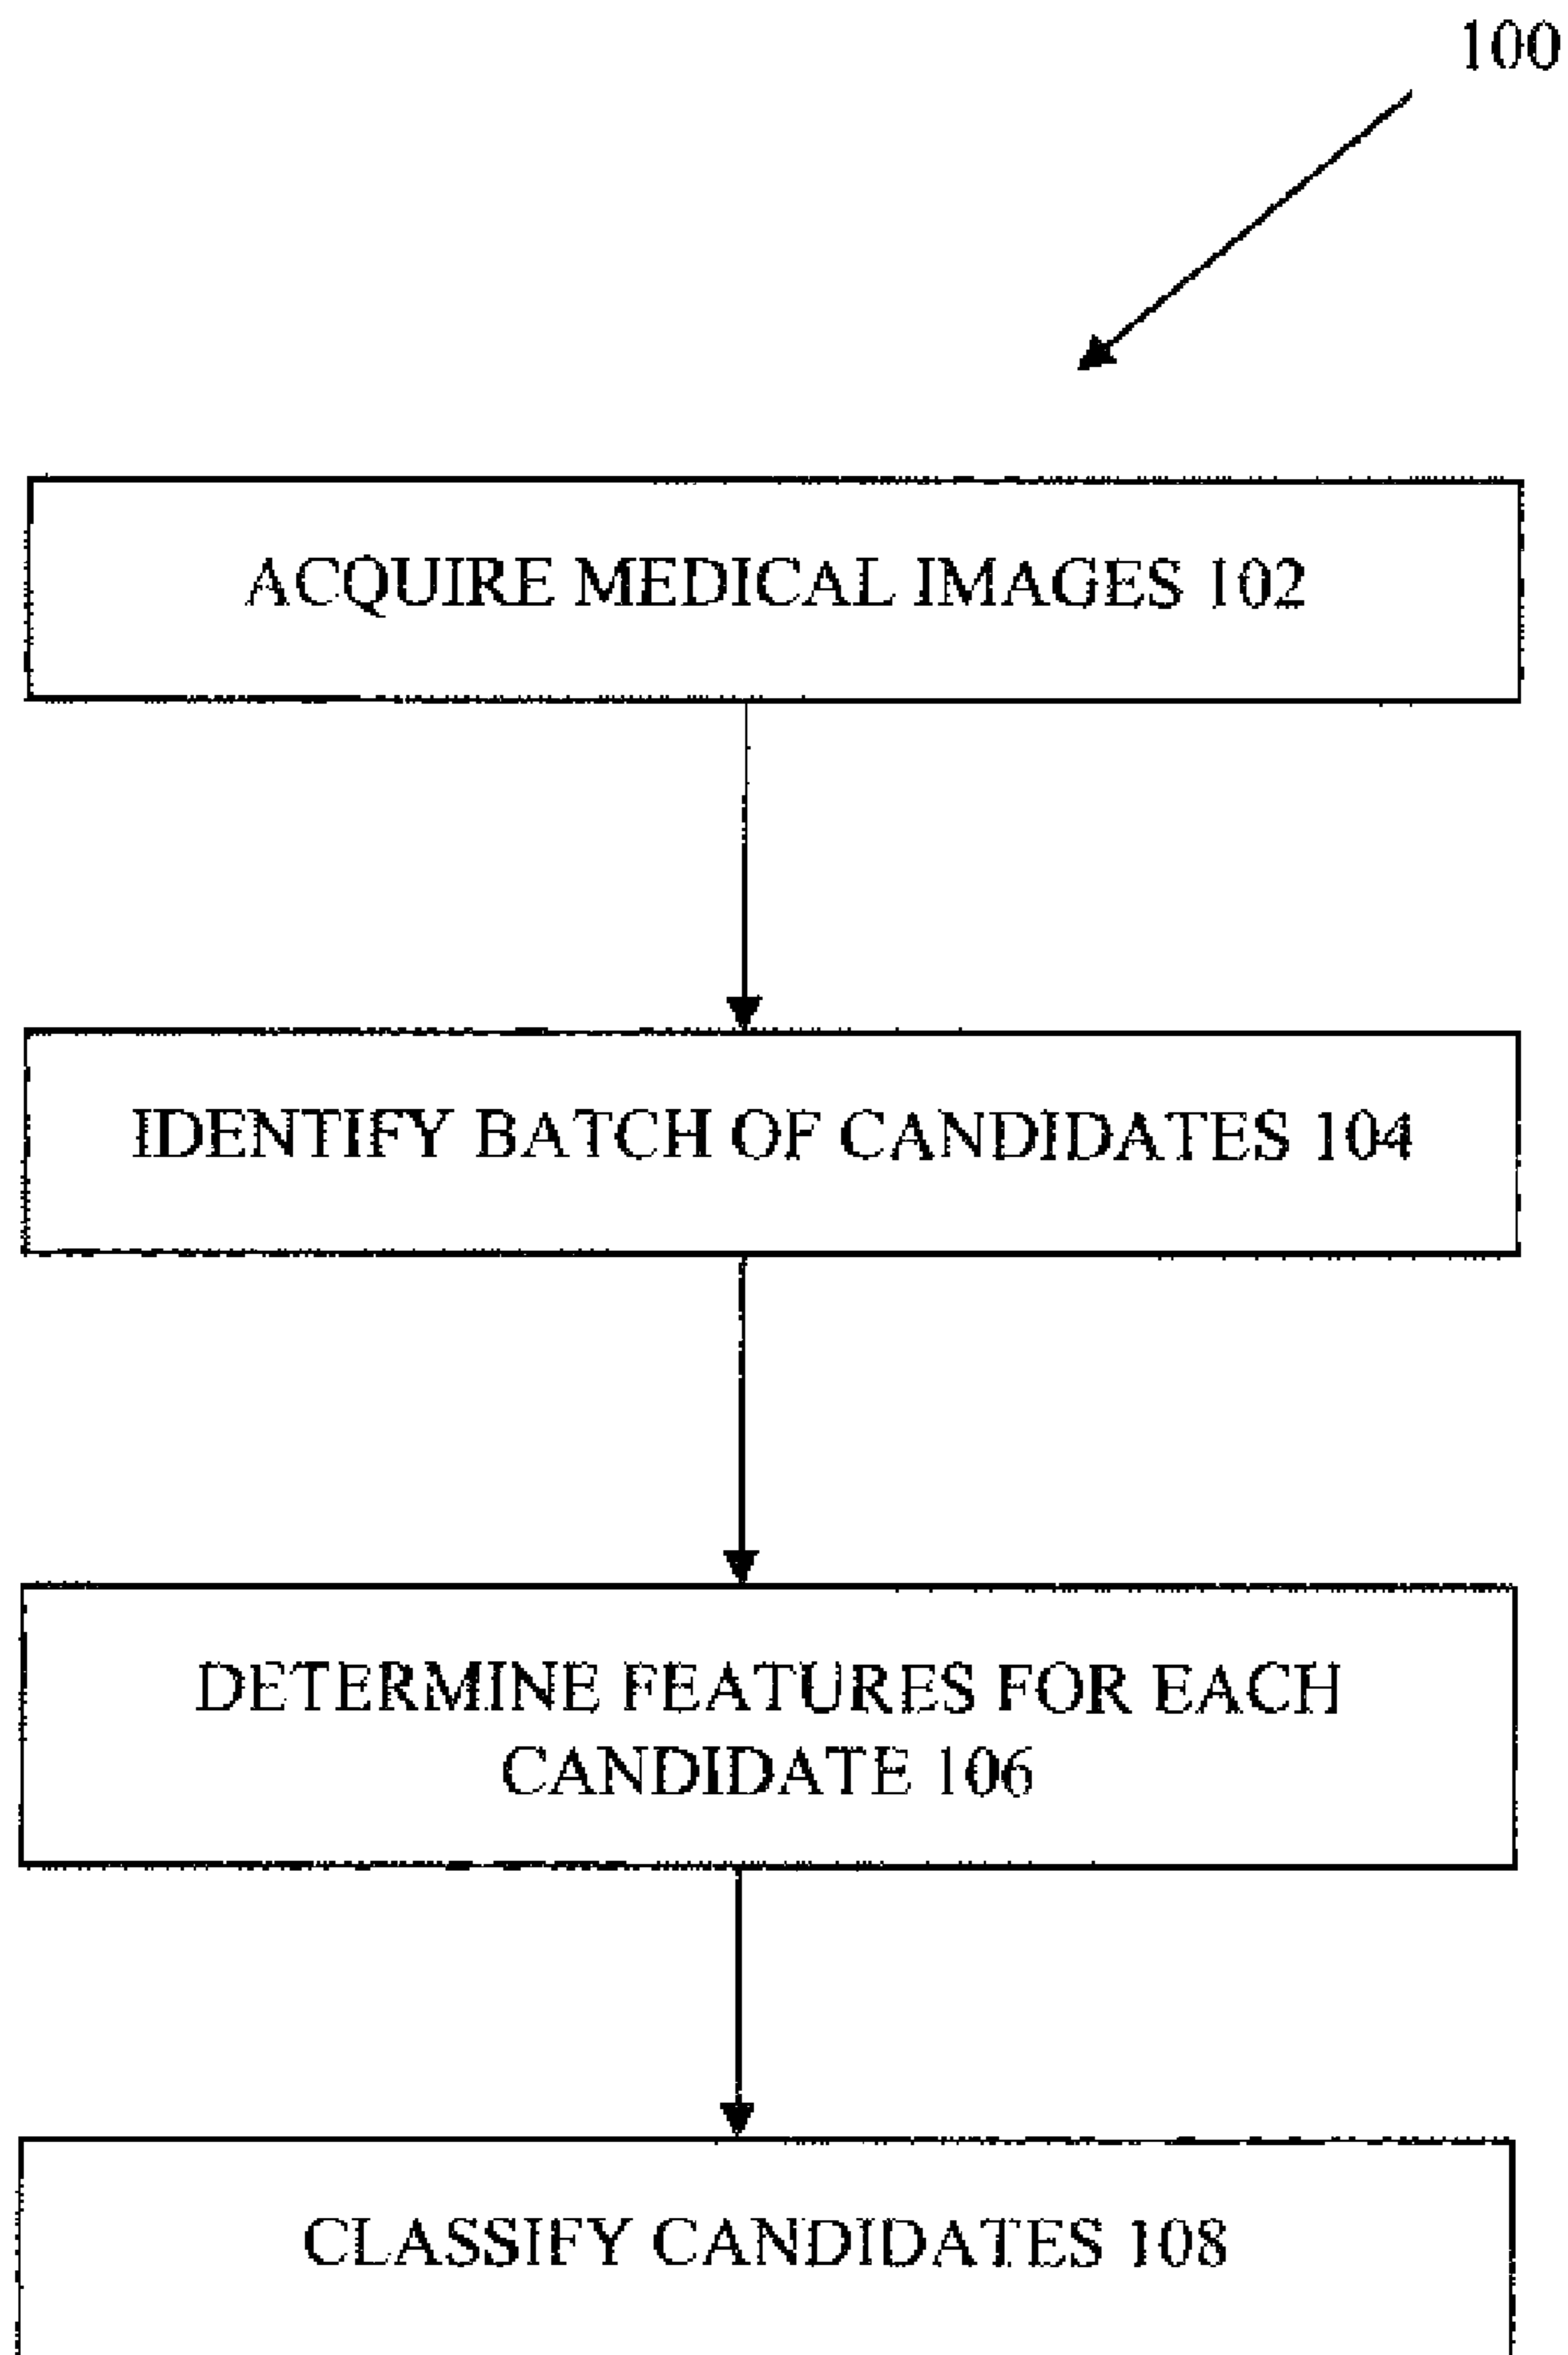 100
ACQUIRE MEDICAL IMAGES 102
IDENTIFY BATCH OF CANDIDATES 104
DETERMINE FEATURES FOR EACH
CANDIDATE 106
CLASSIFY CANDIDATES 108